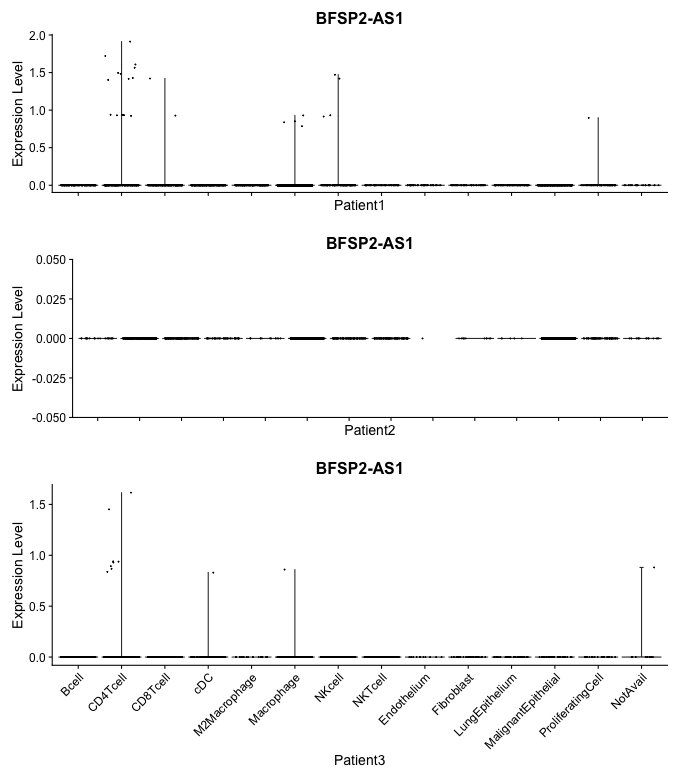 BFSP2-AS1
Expression Level
2.0
1.5
1.0
0.5
0.0
Patient1
BFSP2-AS1
Expression Level
0.050
0.025
0.000
-0.025
-0.050
Patient2
BFSP2-AS1
Expression Level
1.5
1.0
0.5
0.0
Bcell
CD4Tcell
CD8Tcell
cDC
M2Macrophage
Macrophage
NKcell
NKTcell
Endothelium
Fibroblast
LungEpithelium
MalignantEpithelial
ProliferatingCell
NotAvail
Patient3